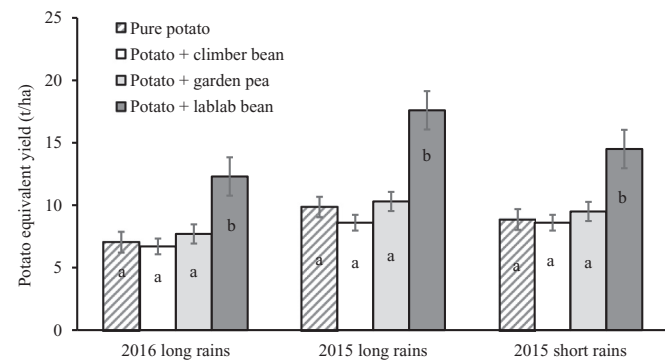 25
20
15
10
5
0
Potato equivalent yield (t/ha)
Pure potato
Potato + climber bean
Potato + garden pea
Potato + lablab bean
a a a b
a a a b
a a a b
2016 long rains 2015 long rains 2015 short rains